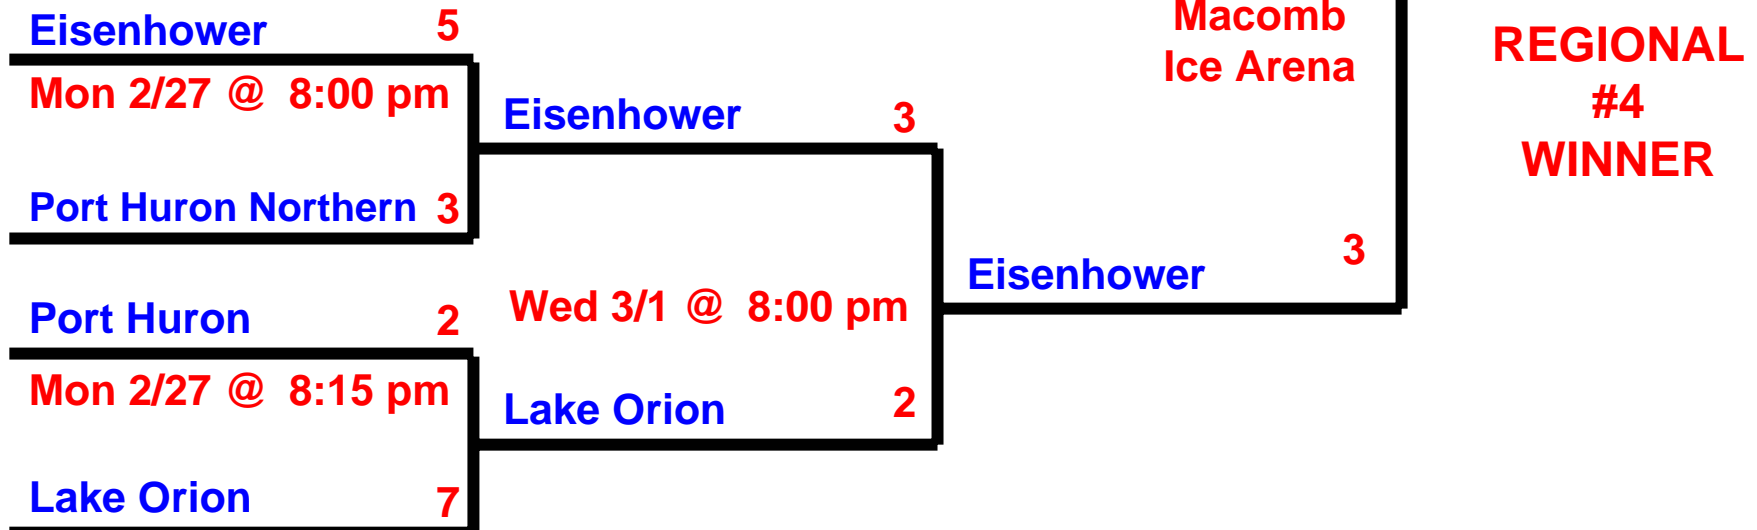 Eisenhower 5
Mon 2/27 @ 8:00 pm
Port Huron Northern 3
Port Huron 2
Mon 2/27 @ 8:15 pm
Lake Orion 7
Eisenhower 3
Wed 3/1 @ 8:00 pm
Lake Orion 2
Macomb
Ice Arena
Eisenhower 3
REGIONAL
#4
WINNER